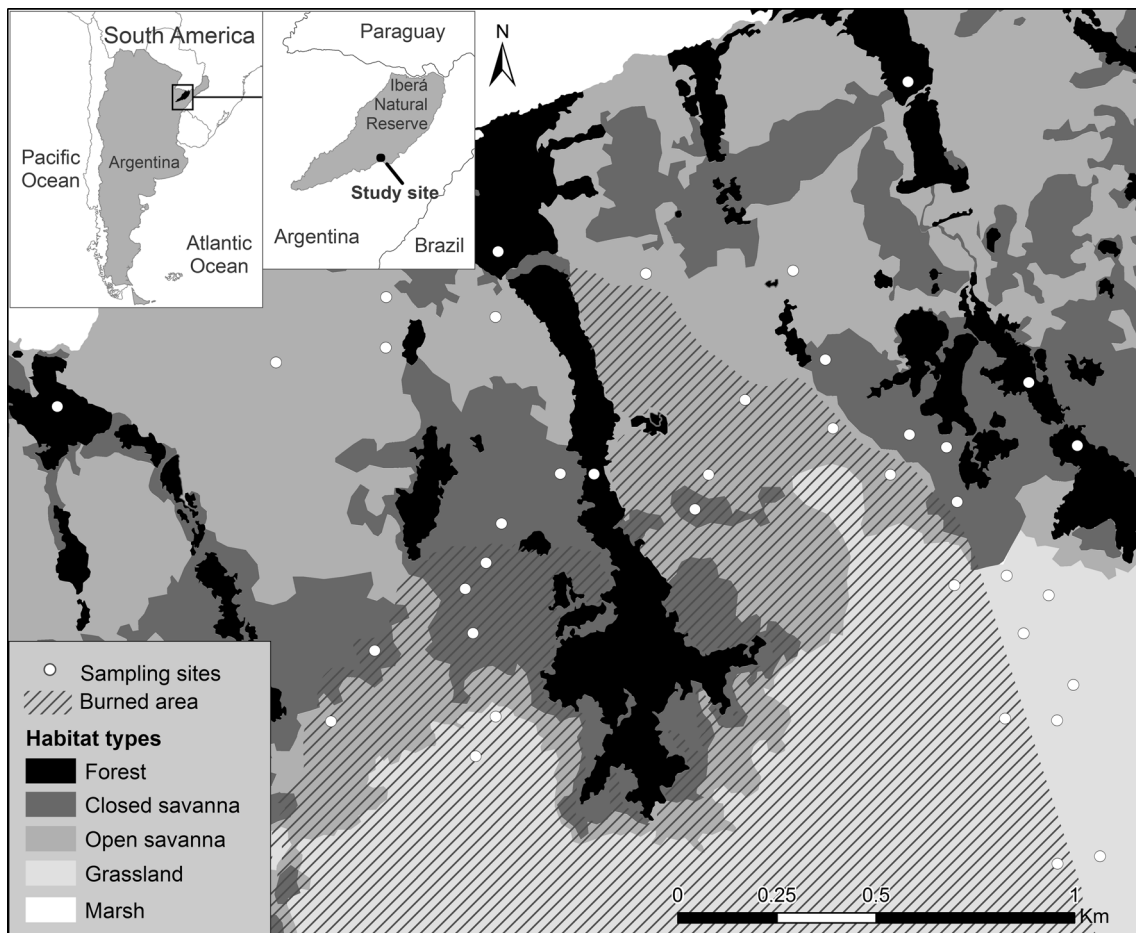 South America
Pacific
Ocean
Argentina
Atlantic
Ocean
Paraguay
Iberá
Natural
Reserve
Study site
Argentina
Brazil
N
Sampling sites
Burned area
Habitat types
Forest
Closed savanna
Open savanna
Grassland
Marsh
0 0.25 0.5 1
Km